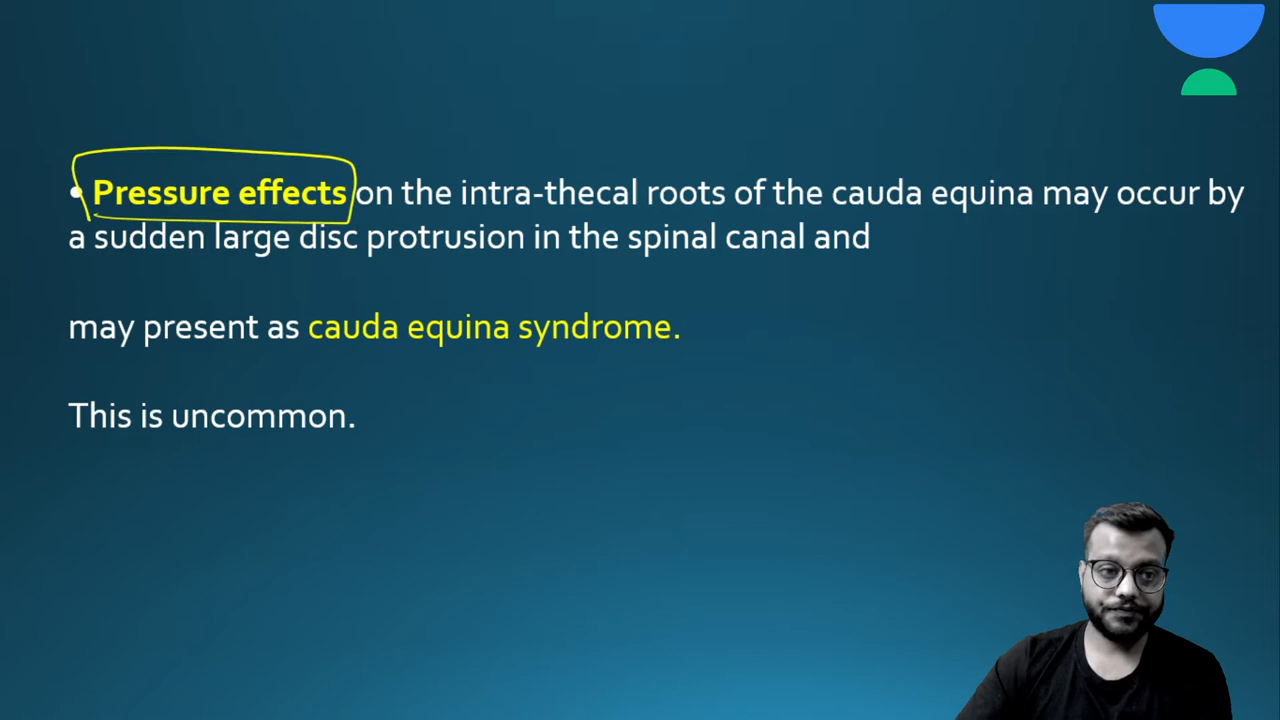 • Pressure effects on the intra-thecal roots of the cauda equina may occur by
a sudden large disc protrusion in the spinal canal and
may present as cauda equina syndrome.
This is uncommon.